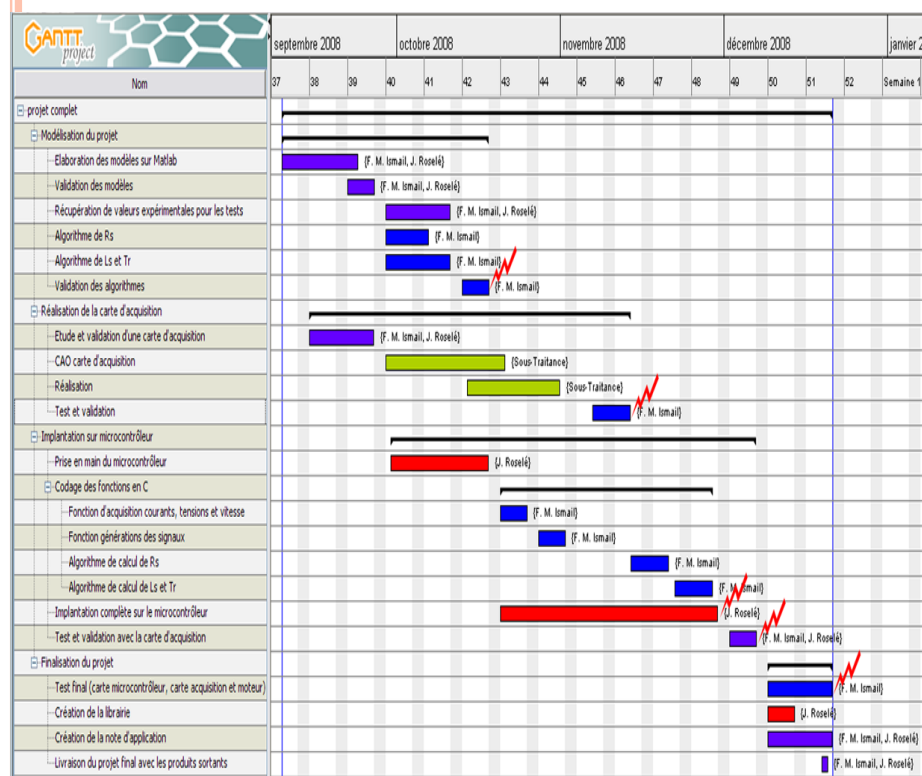 GANTT
project
septembre 2008 octobre 2008 novembre 2008 décembre 2008 janvier 2
Nom
37 38 39 40 41 42 43 44 45 46 47 48 49 50 51 52 Semaine 1
projet complet
Modélisation du projet
Elaboration des modèles sur Matlab {F. M. Ismail, J. Roselé}
Validation des modèles {F. M. Ismail, J. Roselé}
Récupération de valeurs expérimentales pour les tests {F. M. Ismail, J. Roselé}
Algorithme de Rs {F. M. Ismail}
Algorithme de Ls et Tr {F. M. Ismail}
Validation des algorithmes {F. M. Ismail}
Réalisation de la carte d'acquisition
Etude et validation d'une carte d'acquisition {F. M. Ismail, J. Roselé}
CAO carte d'acquisition {Sous-Traitance}
Réalisation {Sous-Traitance}
Test et validation {F. M. Ismail}
Implantation sur microcontrôleur
Prise en main du microcontrôleur {J. Roselé}
Codage des fonctions en C
Fonction d'acquisition courants, tensions et vitesse {F. M. Ismail}
Fonction générations des signaux {F. M. Ismail}
Algorithme de calcul de Rs {F. M. Ismail}
Algorithme de calcul de Ls et Tr {F. M. Ismail}
Implantation complète sur le microcontrôleur {J. Roselé}
Test et validation avec la carte d'acquisition {F. M. Ismail, J. Roselé}
Finalisation du projet
Test final (carte microcontrôleur, carte acquisition et moteur) {F. M. Ismail}
Création de la librairie {J. Roselé}
Création de la note d'application {F. M. Ismail, J. Roselé}
Livraison du projet final avec les produits sortants {F. M. Ismail, J. Roselé}